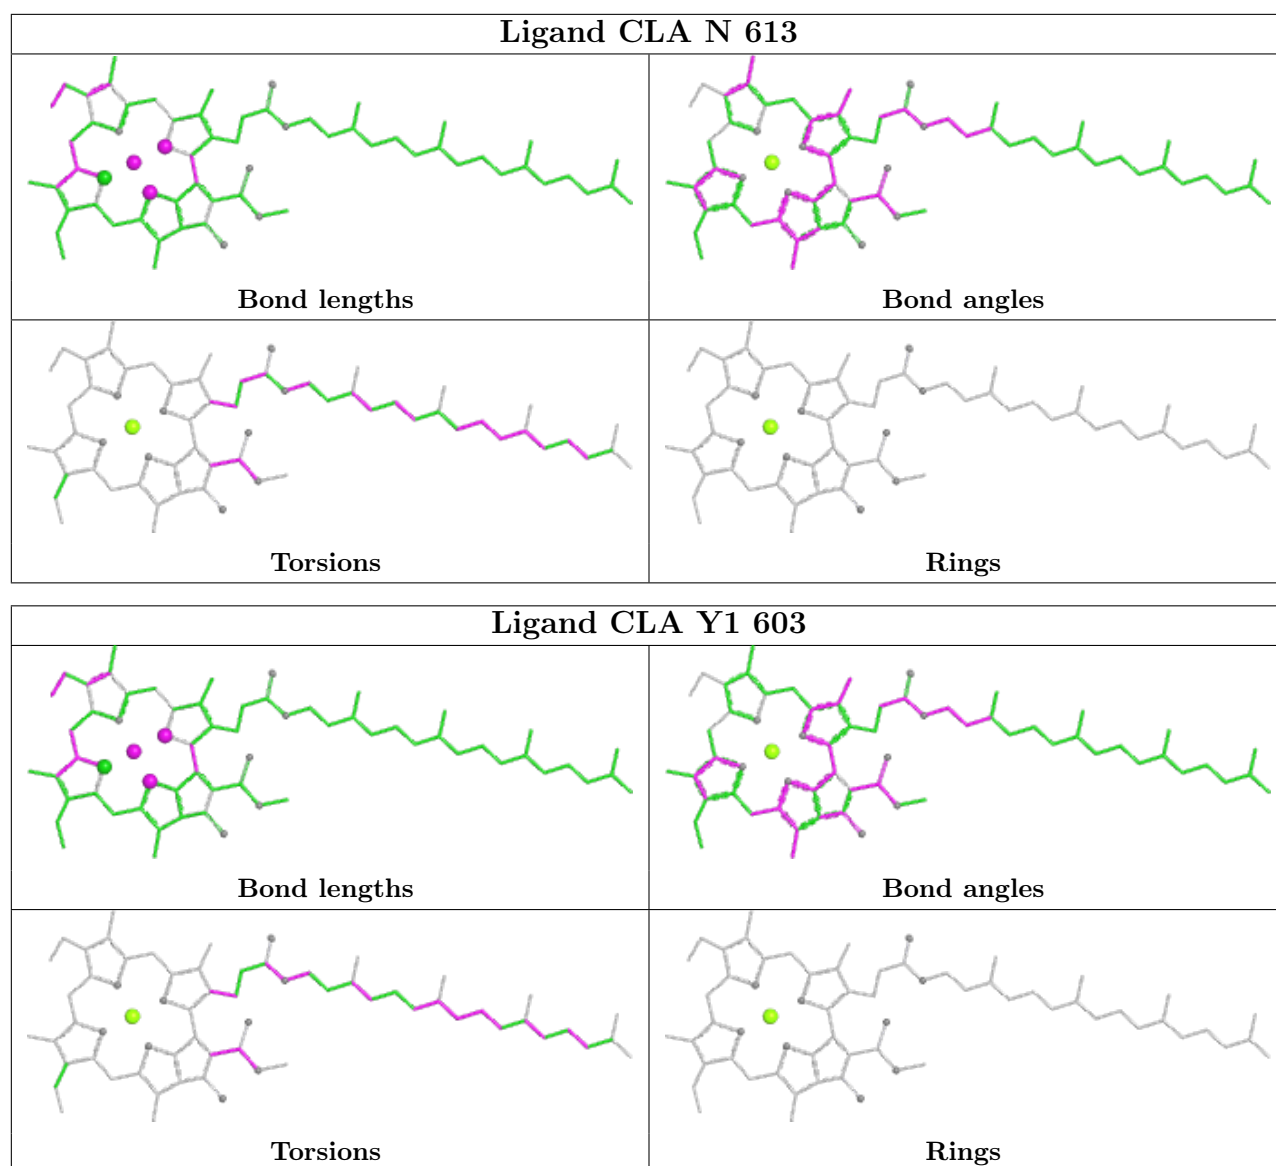 Ligand CLA N 613
Bond lengths
Bond angles
Torsions
Rings
Ligand CLA Y1 603
Bond lengths
Bond angles
Torsions
Rings